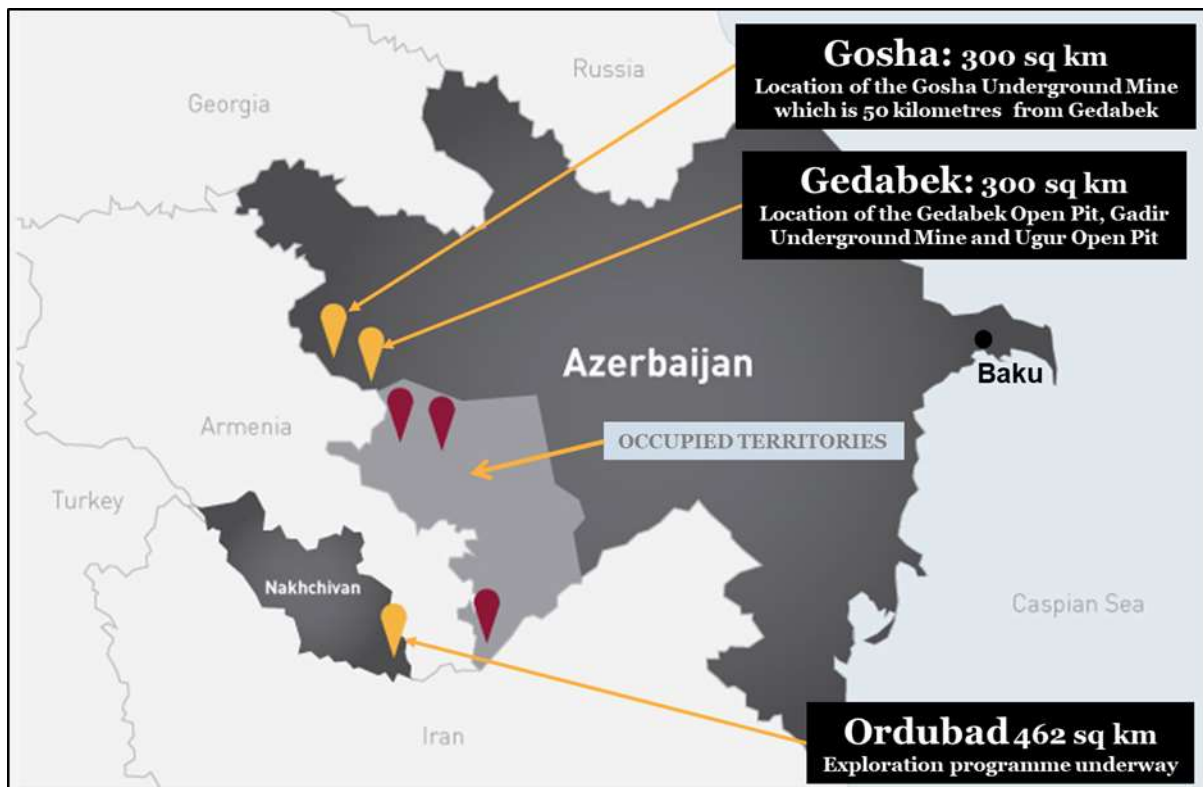 Gosha: 300 sq km
Location of the Gosha Underground Mine
which is 50 kilometres from Gedabek
Russia
Georgia
Gedabek: 300 sq km
Location of the Gedabek Open Pit, Gadir
Underground Mine and Ugur Open Pit
Azerbaijan
Baku
Armenia
OCCUPIED TERRITORIES
Turkey
Nakhchivan
Caspian Sea
Iran
Ordubad 462 sq km
Exploration programme underway